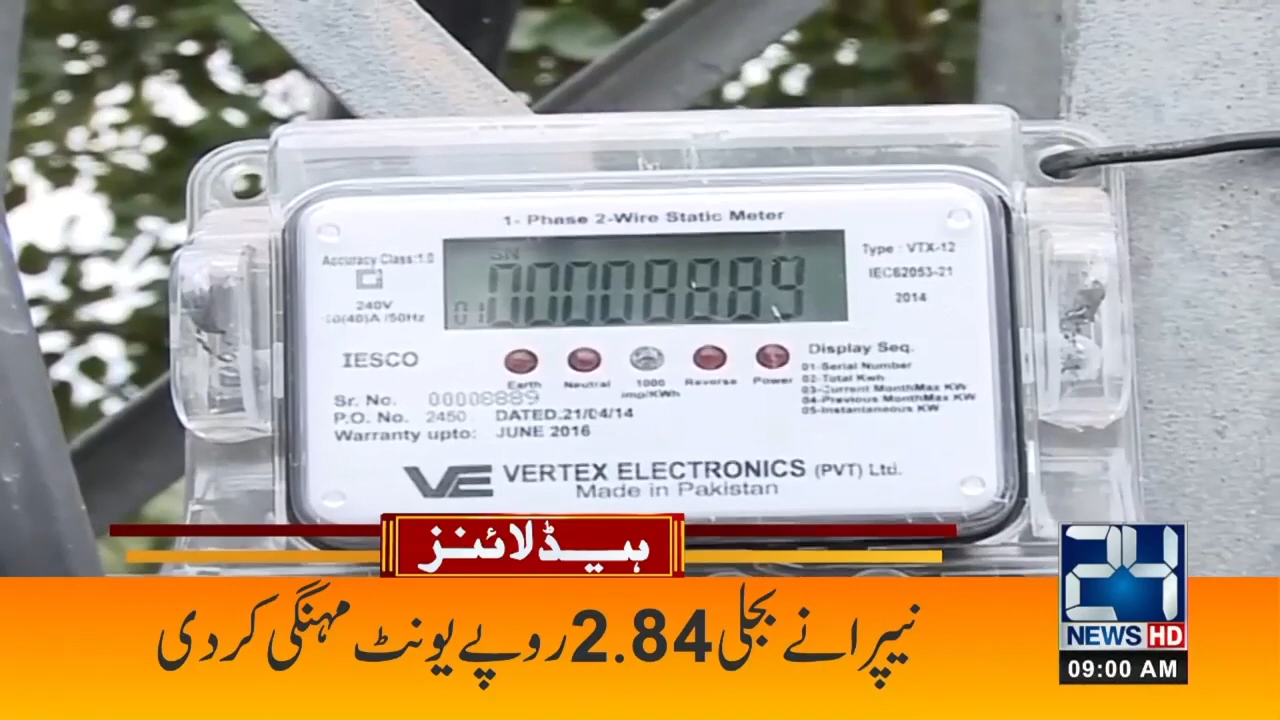 1- Phase 2-Wire Static Meter
Accuracy Class:1.0
240V
/50Hz
SN
01 00008889
Type : VTX-12
IEC62053-21
2014
IESCO
Earth Neutral 1000 imp/KWh Reverse Power
Display Seq.
01-Serial Number
02-Total Kwh
03-Current MonthMax KW
04-Previous MonthMax KW
05-Instantaneous KW
Sr. No. 00008889
P.O. No. 2450 DATED.21/04/14
Warranty upto: JUNE 2016
VE VERTEX ELECTRONICS (PVT) Ltd.
Made in Pakistan
ہیڈلائنز
نیپرا نے بجلی 2.84 روپے یونٹ مہنگی کر دی
24
NEWS HD
09:00 AM